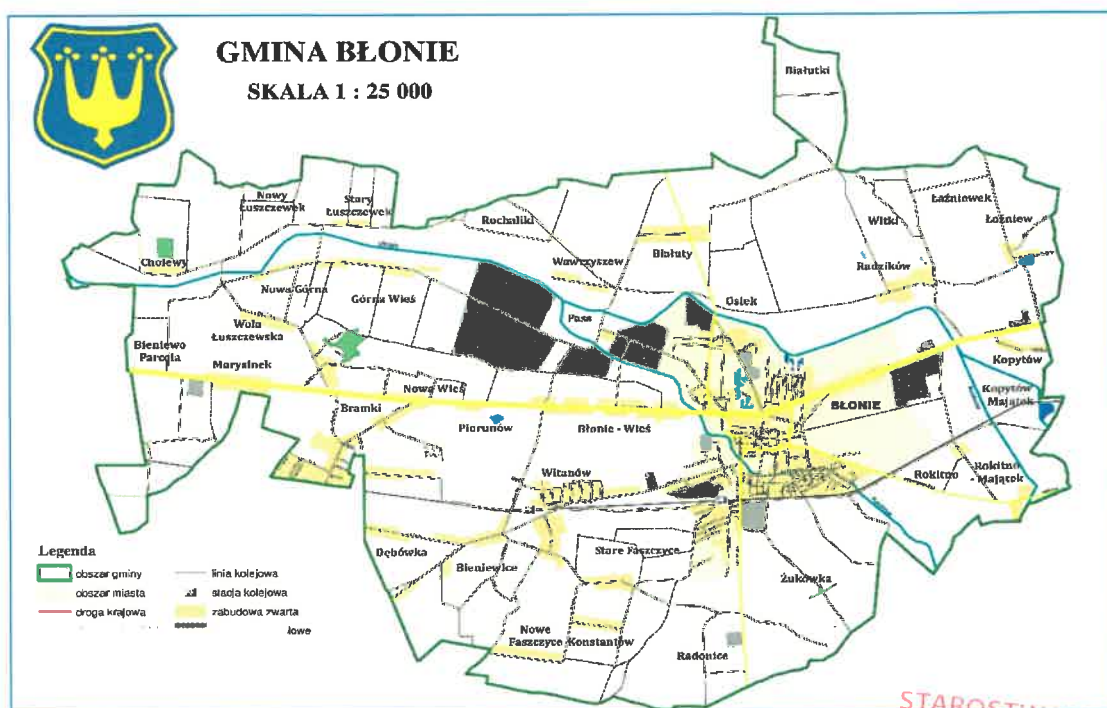 GMINA BŁONIE
SKALA 1 : 25 000
Białutki
Nowy
Łuszczewek
Stary
Łuszczewek
Rochaliki
Witki
Łaźniewek
Łaźniew
Cholewy
Wawrzyszew
Białuty
Radzików
Nowa Górna
Górna Wieś
Pass
Osiek
Wola
Łuszczewska
Bieniewo
Parcela
Marysinek
Nowa Wieś
Kopytów
Kopytów
Majątek
Bramki
Piorunów
Błonie - Wieś
BŁONIE
Witanów
Rokitno
Rokitno
- Majątek
Dębówka
Bieniewice
Stare Faszczyce
Żukówka
Nowe
Faszczyce
Konstantów
Radonice
Legenda
obszar gminy
obszar miasta
droga krajowa
linia kolejowa
stacja kolejowa
zabudowa zwarta